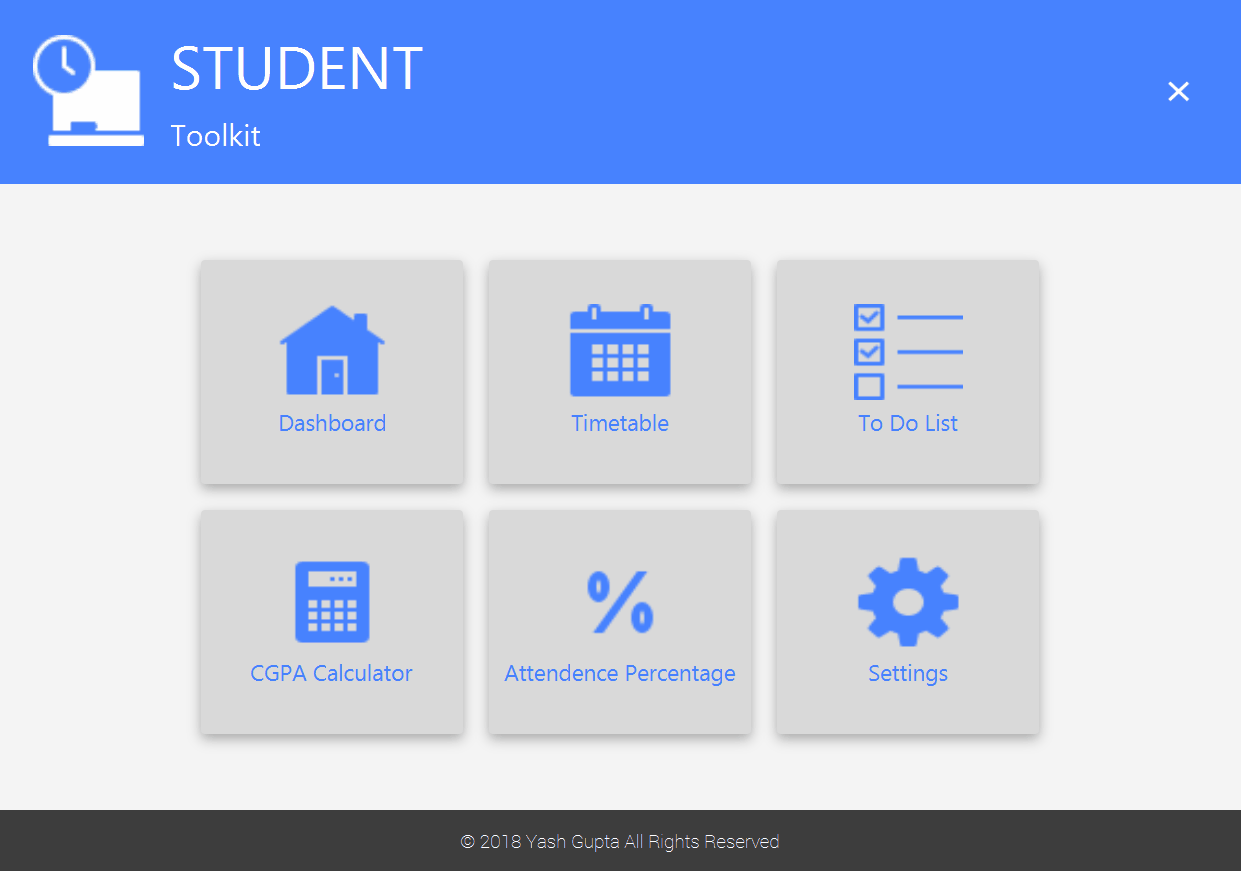 STUDENT
Toolkit
Dashboard
Timetable
To Do List
CGPA Calculator
Attendence Percentage
Settings
© 2018 Yash Gupta All Rights Reserved